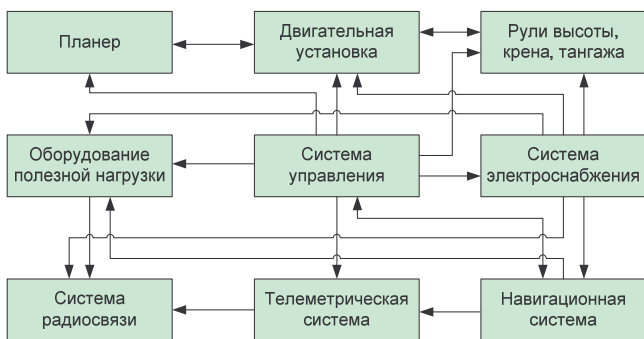 Планер
Двигательная
установка
Рули высоты,
крена, тангажа
Оборудование
полезной нагрузки
Система
управления
Система
электроснабжения
Система
радиосвязи
Телеметрическая
система
Навигационная
система